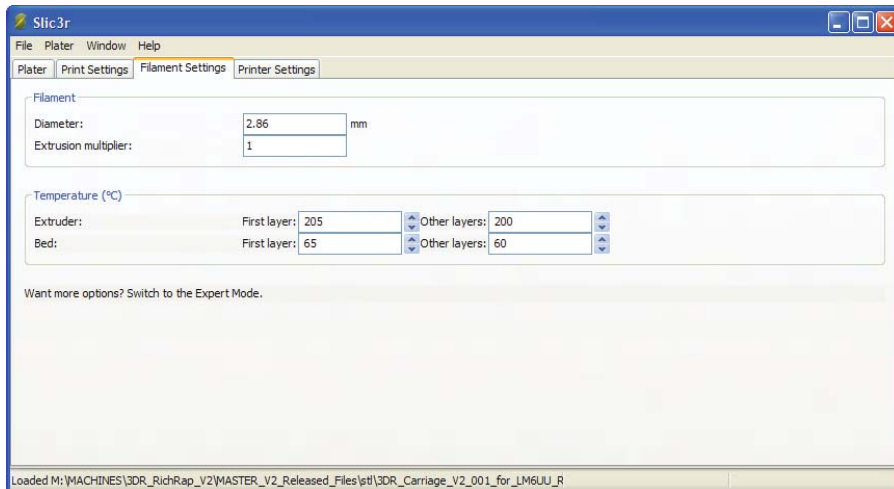 Slic3r
File Plater Window Help
Plater Print Settings Filament Settings Printer Settings
Filament
Diameter: 2.86 mm
Extrusion multiplier: 1
Temperature (°C)
Extruder: First layer: 205 Other layers: 200
Bed: First layer: 65 Other layers: 60
Want more options? Switch to the Expert Mode.
Loaded M:\MACHINES\3DR_RichRap_V2\MASTER_V2_Released_Files\stl\3DR_Carriage_V2_001_for_LM6UU_R